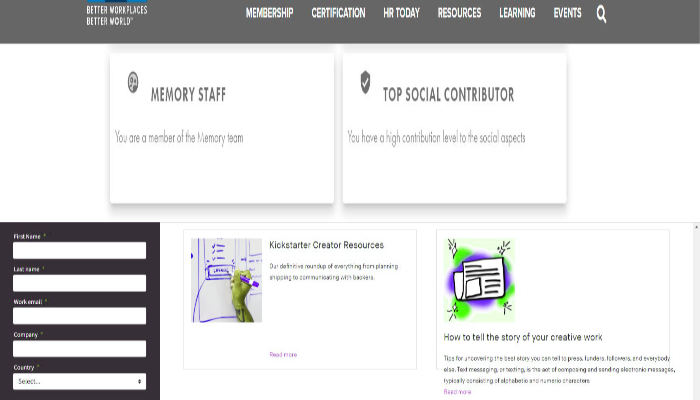 BETTER WORKPLACES
BETTER WORLD™
MEMBERSHIP CERTIFICATION HR TODAY RESOURCES LEARNING EVENTS
MEMORY STAFF
You are a member of the Memory team
TOP SOCIAL CONTRIBUTOR
You have a high contribution level to the social aspects
First Name *
Last name *
Work email *
Company *
Country *
Select...
Kickstarter Creator Resources
Our definitive roundup of everything from planning
shipping to communicating with backers.
Read more
How to tell the story of your creative work
Tips for uncovering the best story you can tell to press, funders, followers, and everybody
else. Text messaging, or texting, is the act of composing and sending electronic messages,
typically consisting of alphabetic and numeric characters
Read more